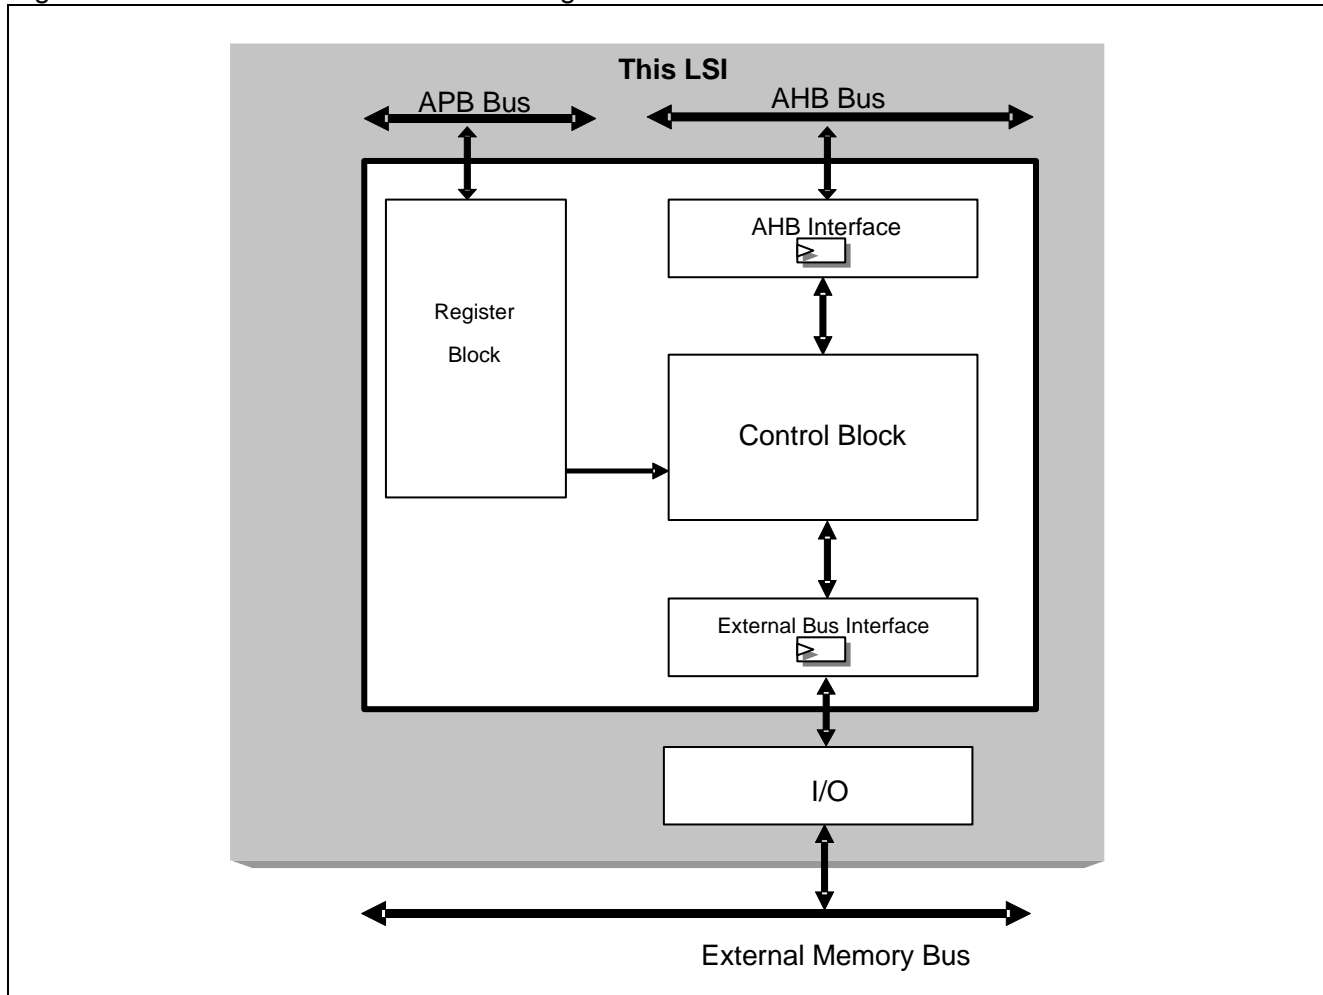 This LSI
APB Bus
AHB Bus
AHB Interface
Register
Block
Control Block
External Bus Interface
I/O
External Memory Bus